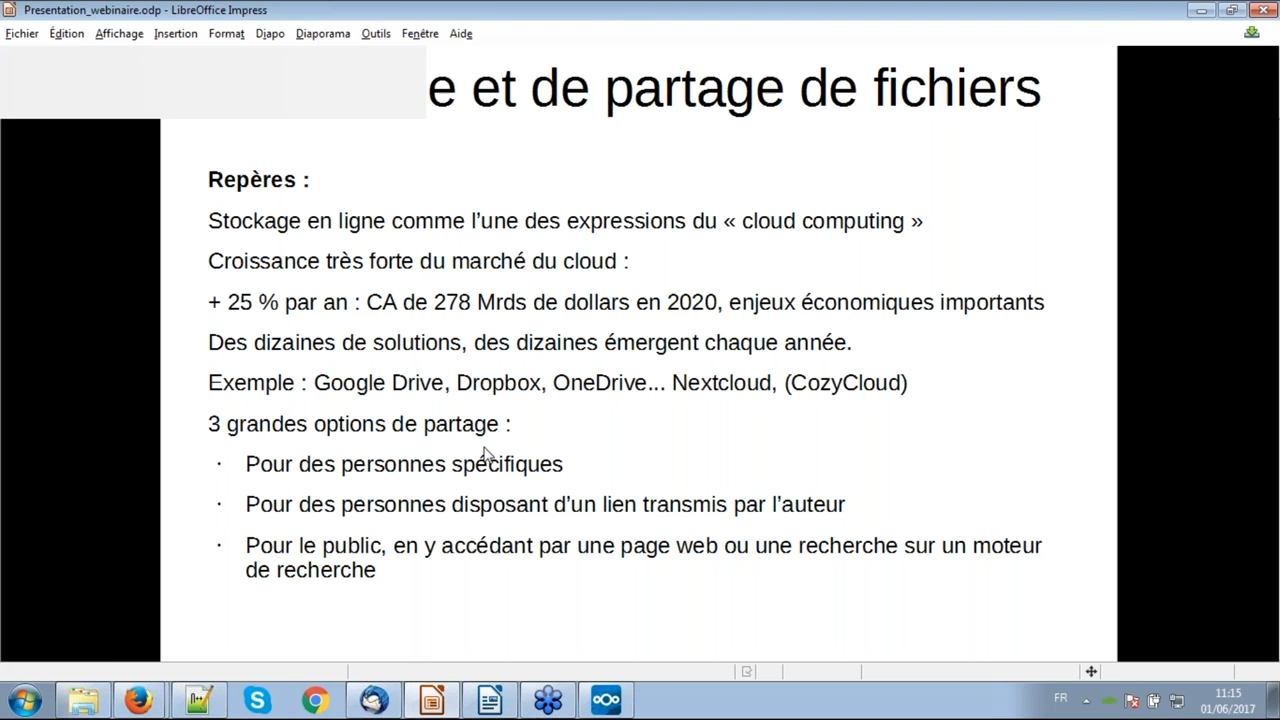 Presentation_webinaire.odp - LibreOffice Impress
Fichier Édition Affichage Insertion Format Diapo Diaporama Outils Fenêtre Aide
e et de partage de fichiers
Repères :
Stockage en ligne comme l’une des expressions du « cloud computing »
Croissance très forte du marché du cloud :
+ 25 % par an : CA de 278 Mrds de dollars en 2020, enjeux économiques importants
Des dizaines de solutions, des dizaines émergent chaque année.
Exemple : Google Drive, Dropbox, OneDrive... Nextcloud, (CozyCloud)
3 grandes options de partage :
· Pour des personnes spécifiques
· Pour des personnes disposant d’un lien transmis par l’auteur
· Pour le public, en y accédant par une page web ou une recherche sur un moteur
de recherche
FR 11:15
01/06/2017